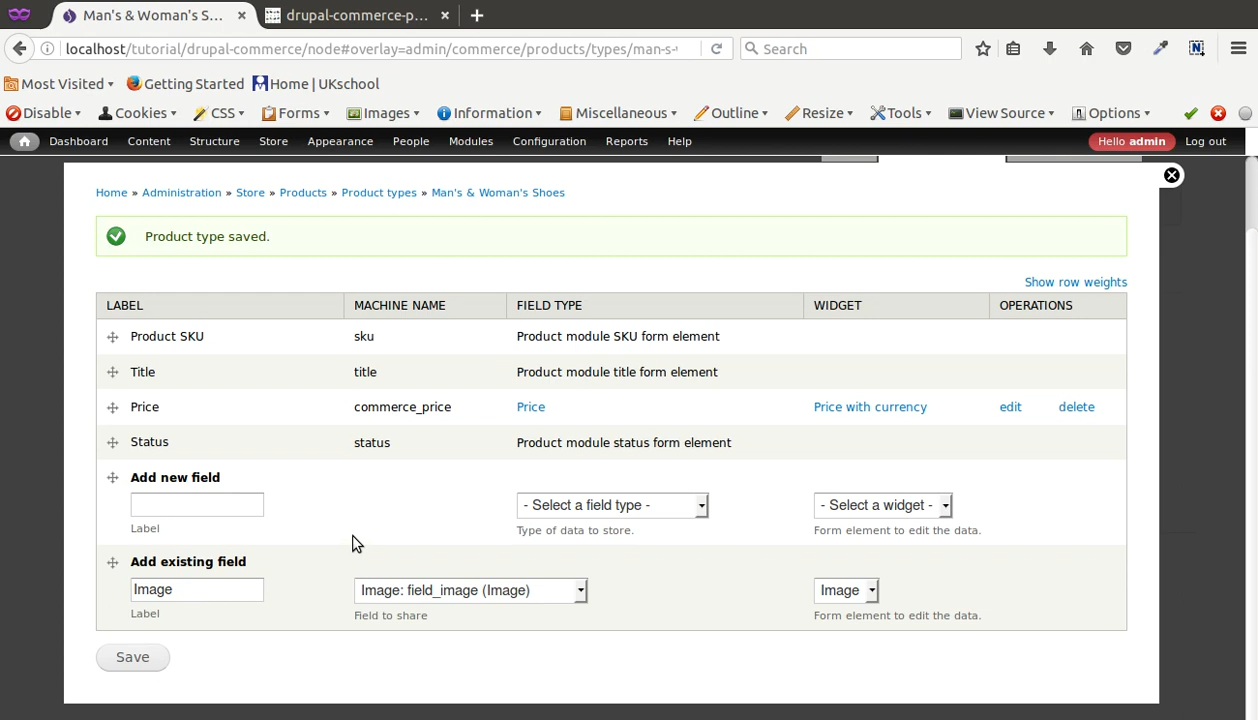 Man's & Woman's S...
drupal-commerce-p...
localhost/tutorial/drupal-commerce/node#overlay=admin/commerce/products/types/man-s-
Search
Most Visited
Getting Started
Home | UKschool
Disable
Cookies
CSS
Forms
Images
Information
Miscellaneous
Outline
Resize
Tools
View Source
Options
Dashboard
Content
Structure
Store
Appearance
People
Modules
Configuration
Reports
Help
Hello admin
Log out
Home » Administration » Store » Products » Product types » Man's & Woman's Shoes
Product type saved.
Show row weights
LABEL MACHINE NAME FIELD TYPE WIDGET OPERATIONS
Product SKU sku Product module SKU form element
Title title Product module title form element
Price commerce_price Price Price with currency edit delete
Status status Product module status form element
Add new field
- Select a field type - - Select a widget -
Label Type of data to store. Form element to edit the data.
Add existing field
Image Image: field_image (Image) Image
Label Field to share Form element to edit the data.
Save